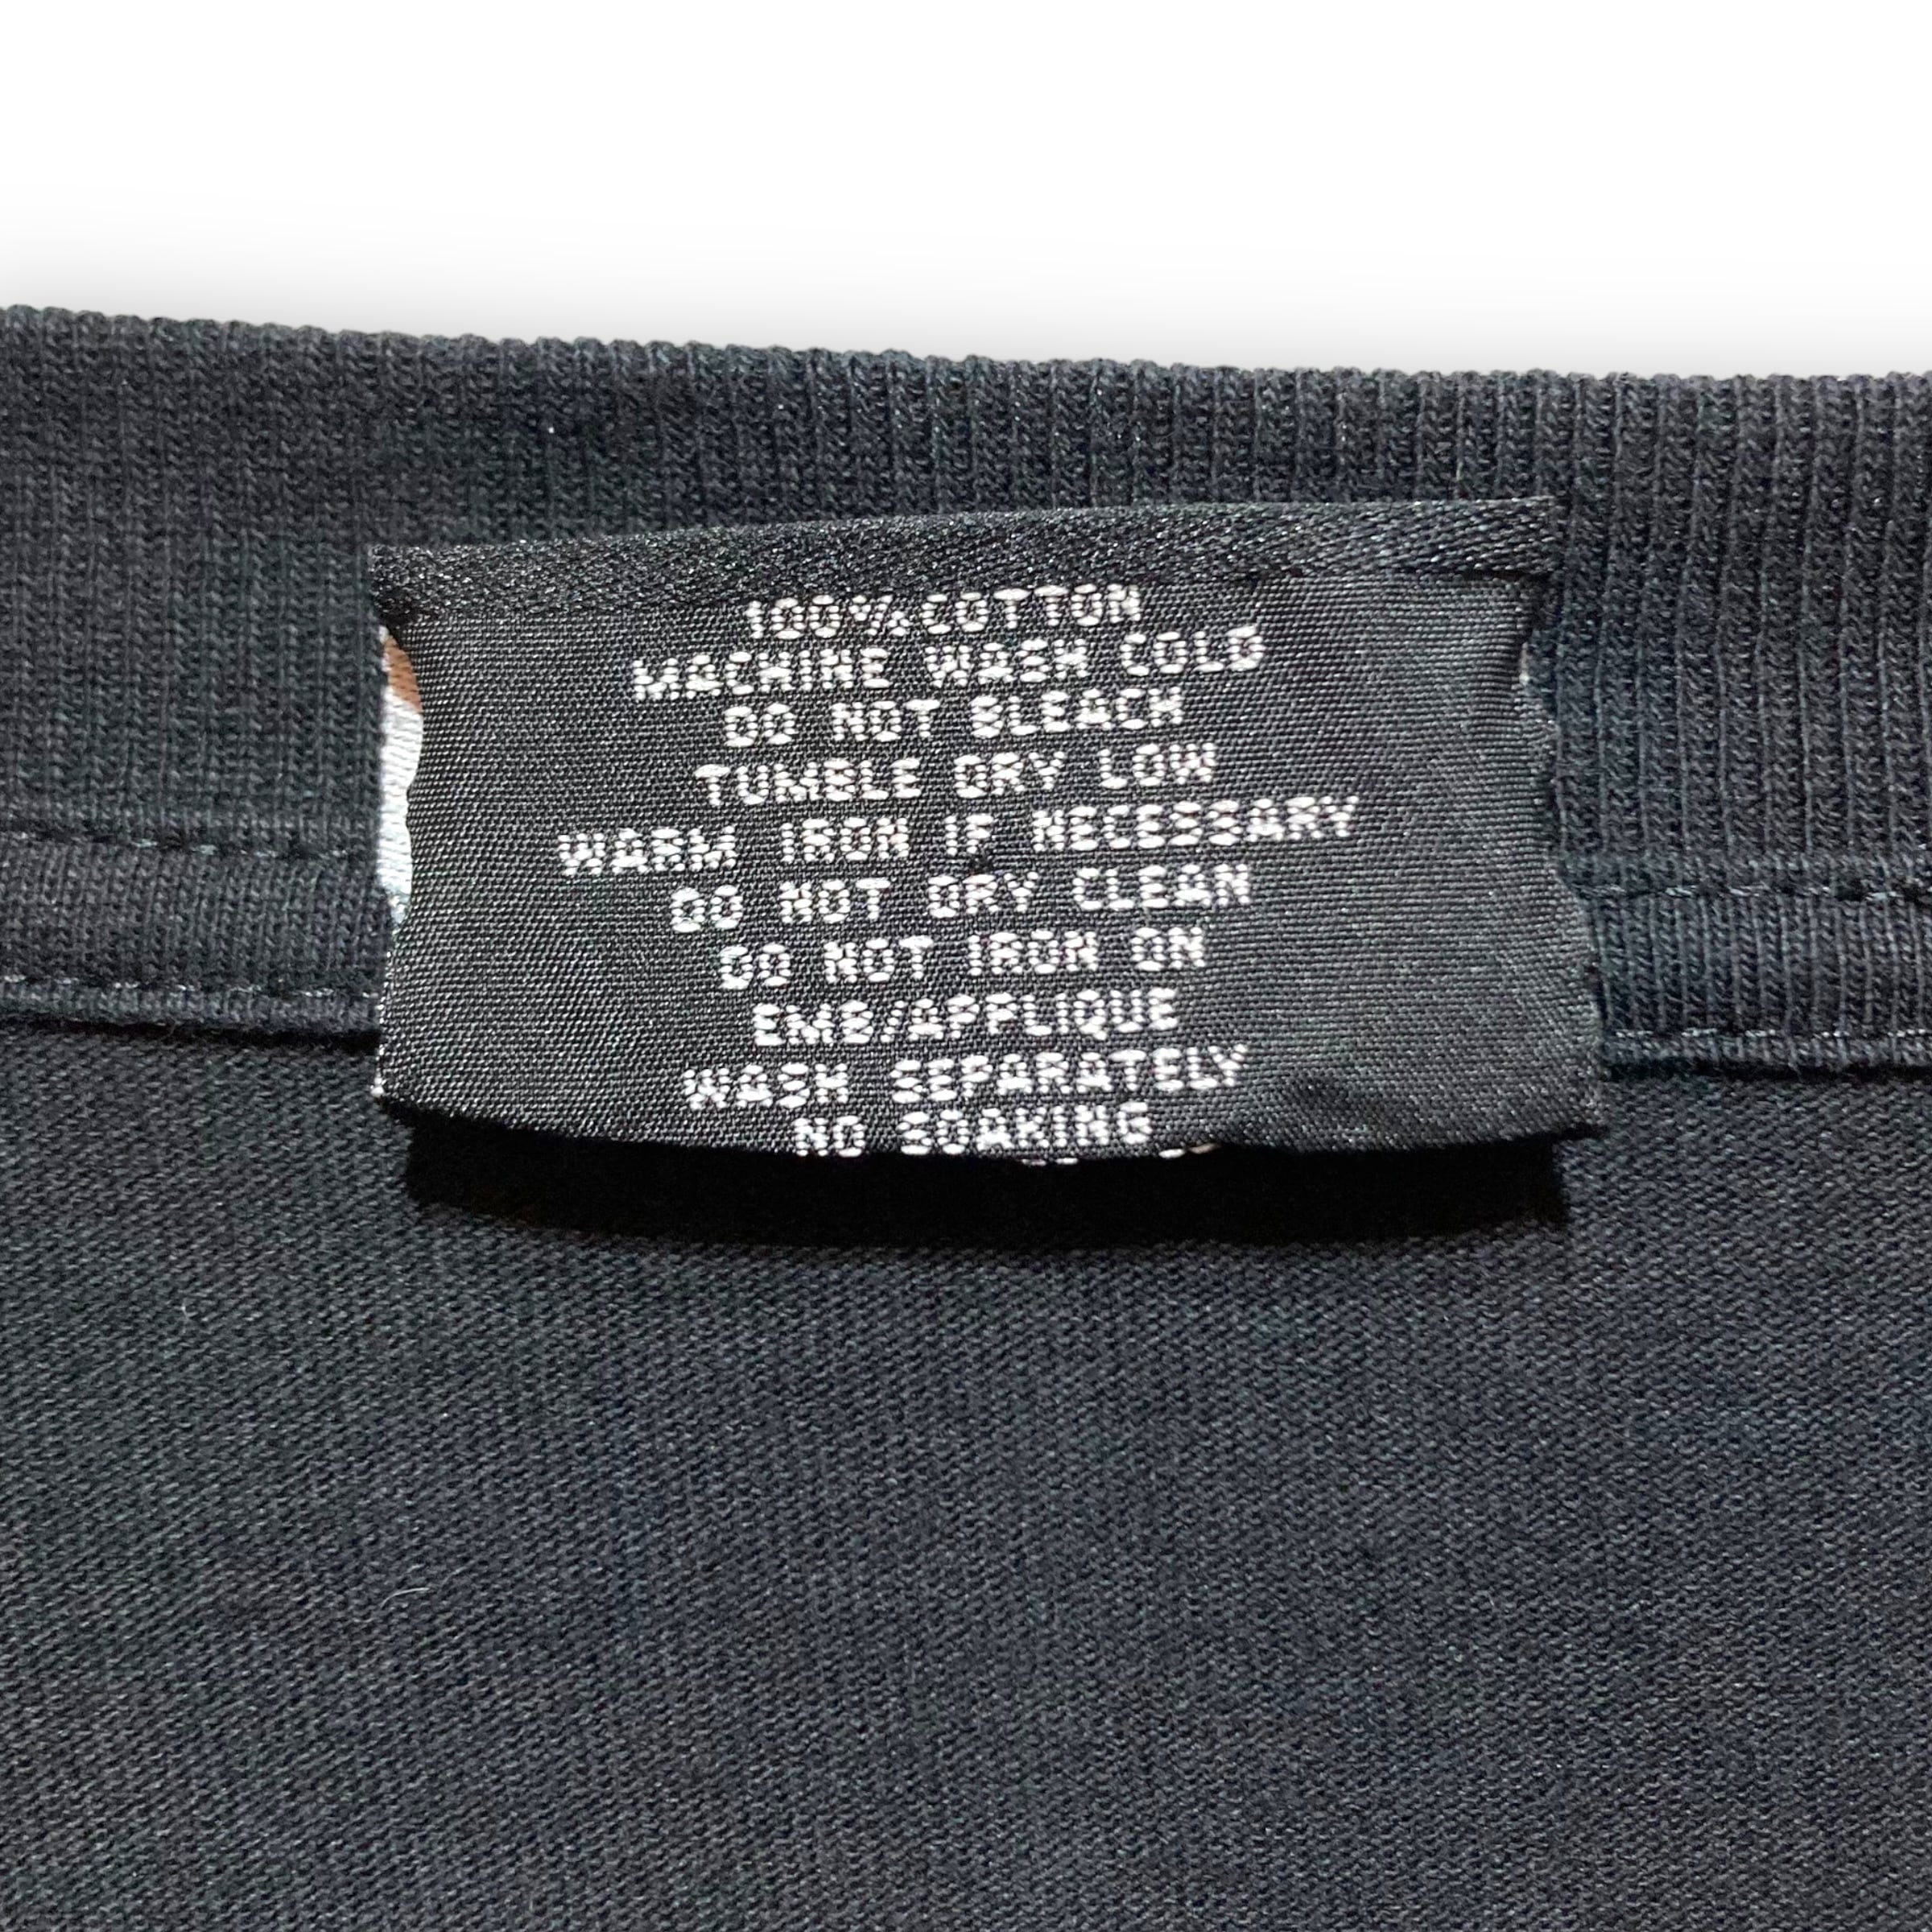 100% COTTON
MACHINE WASH COLD
DO NOT BLEACH
TUMBLE DRY LOW
WARM IRON IF NECESSARY
DO NOT DRY CLEAN
DO NOT IRON ON
EMB/APPLIQUE
WASH SEPARATELY
NO SOAKING